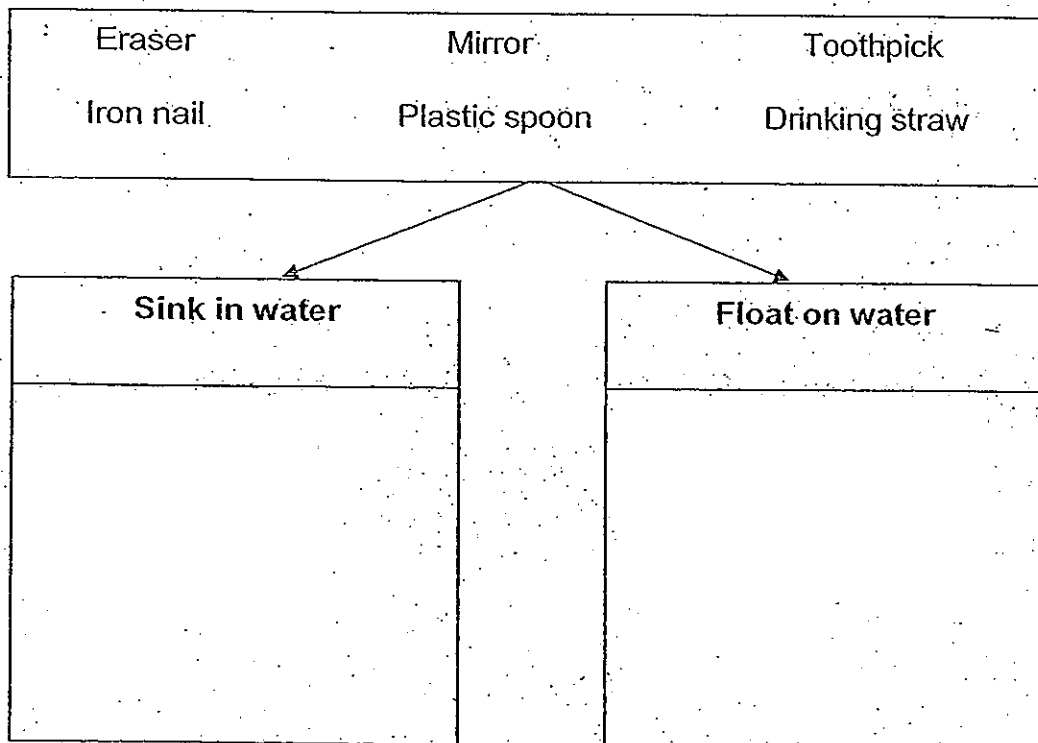 Eraser Mirror Toothpick
Iron nail Plastic spoon Drinking straw
Sink in water Float on water